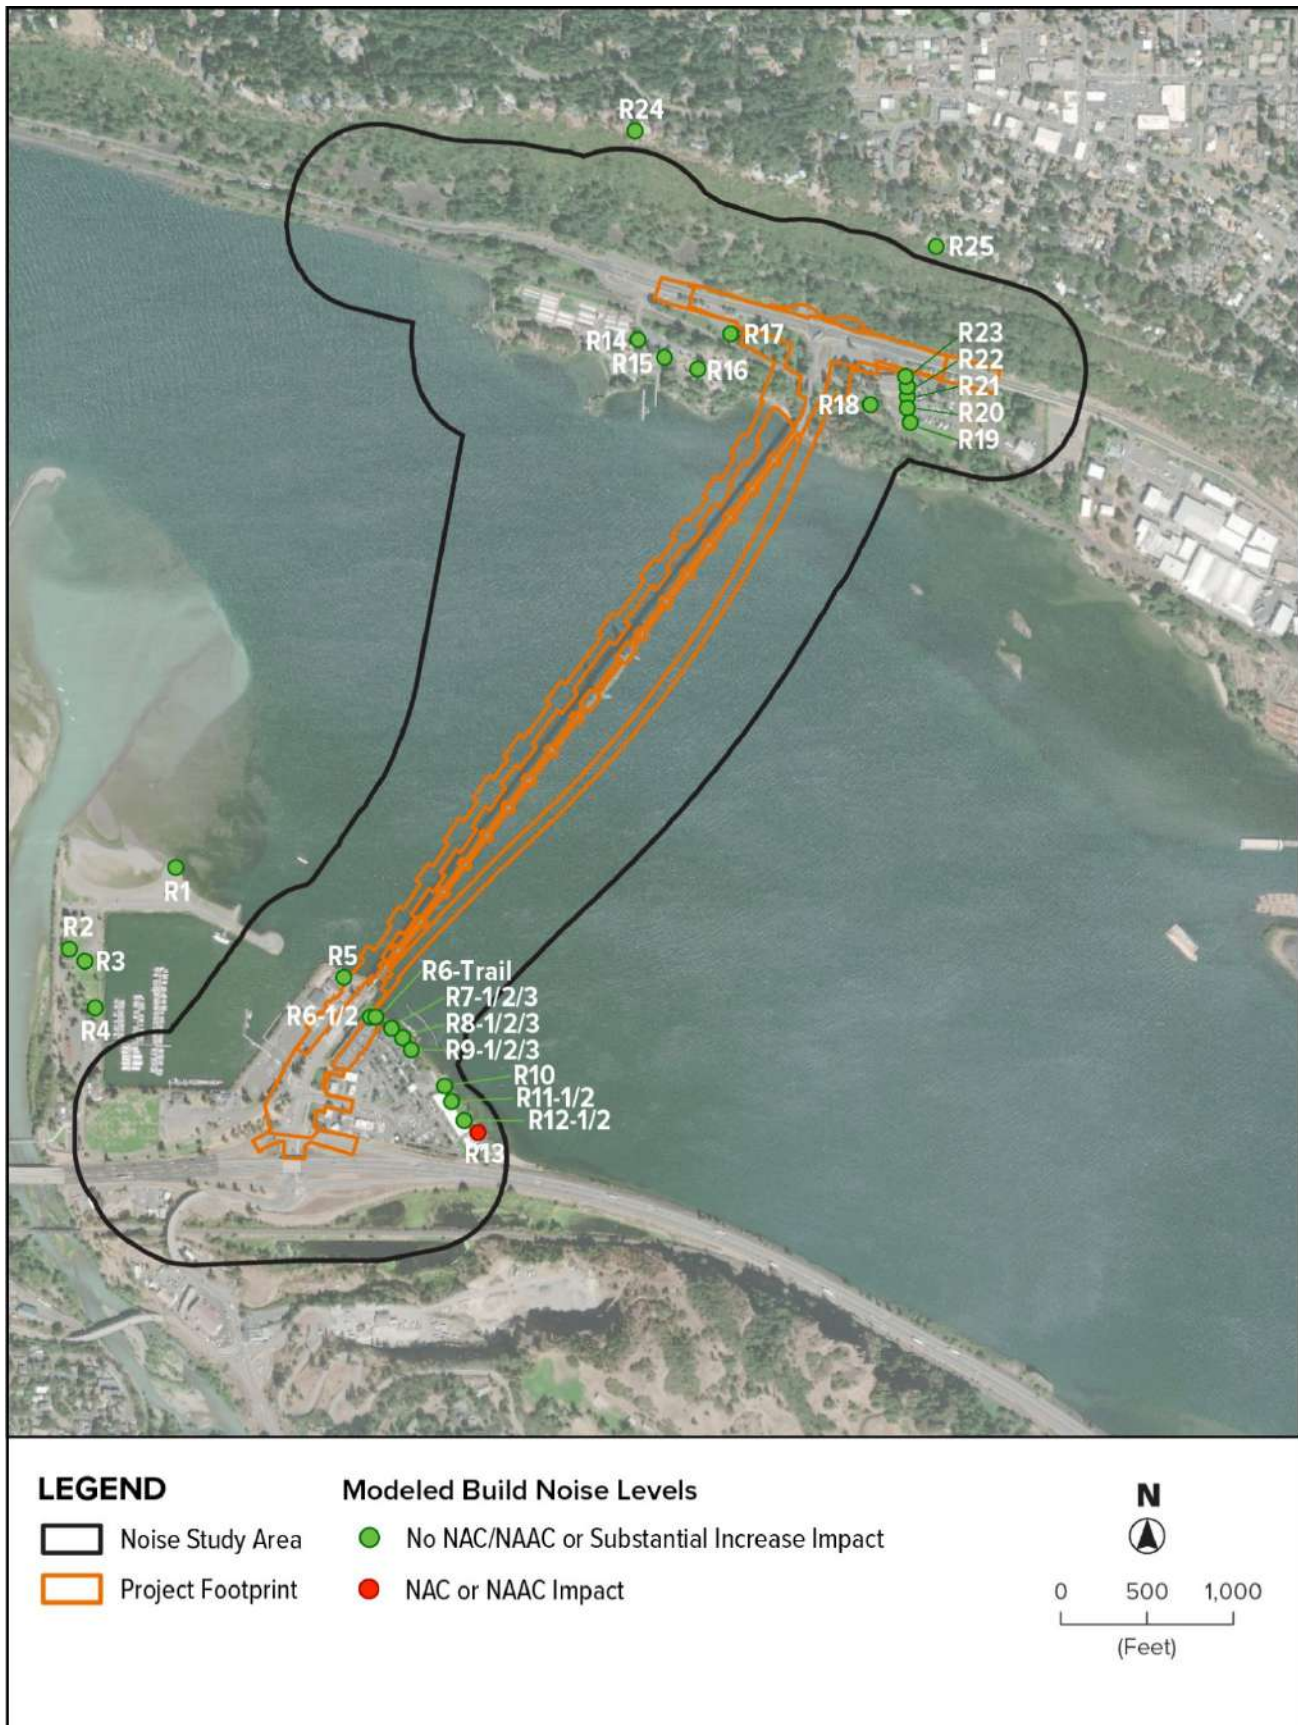 R24
R25
R23
R17
R22
R14
R15
R16
R21
R18
R20
R19
R1
R2
R3
R5
R6-Trail
R7-1/2/3
R4
R6-1/2
R8-1/2/3
R9-1/2/3
R10
R11-1/2
R12-1/2
R13
LEGEND
Noise Study Area
Project Footprint
Modeled Build Noise Levels
No NAC/NAAC or Substantial Increase Impact
NAC or NAAC Impact
N
0 500 1,000
(Feet)